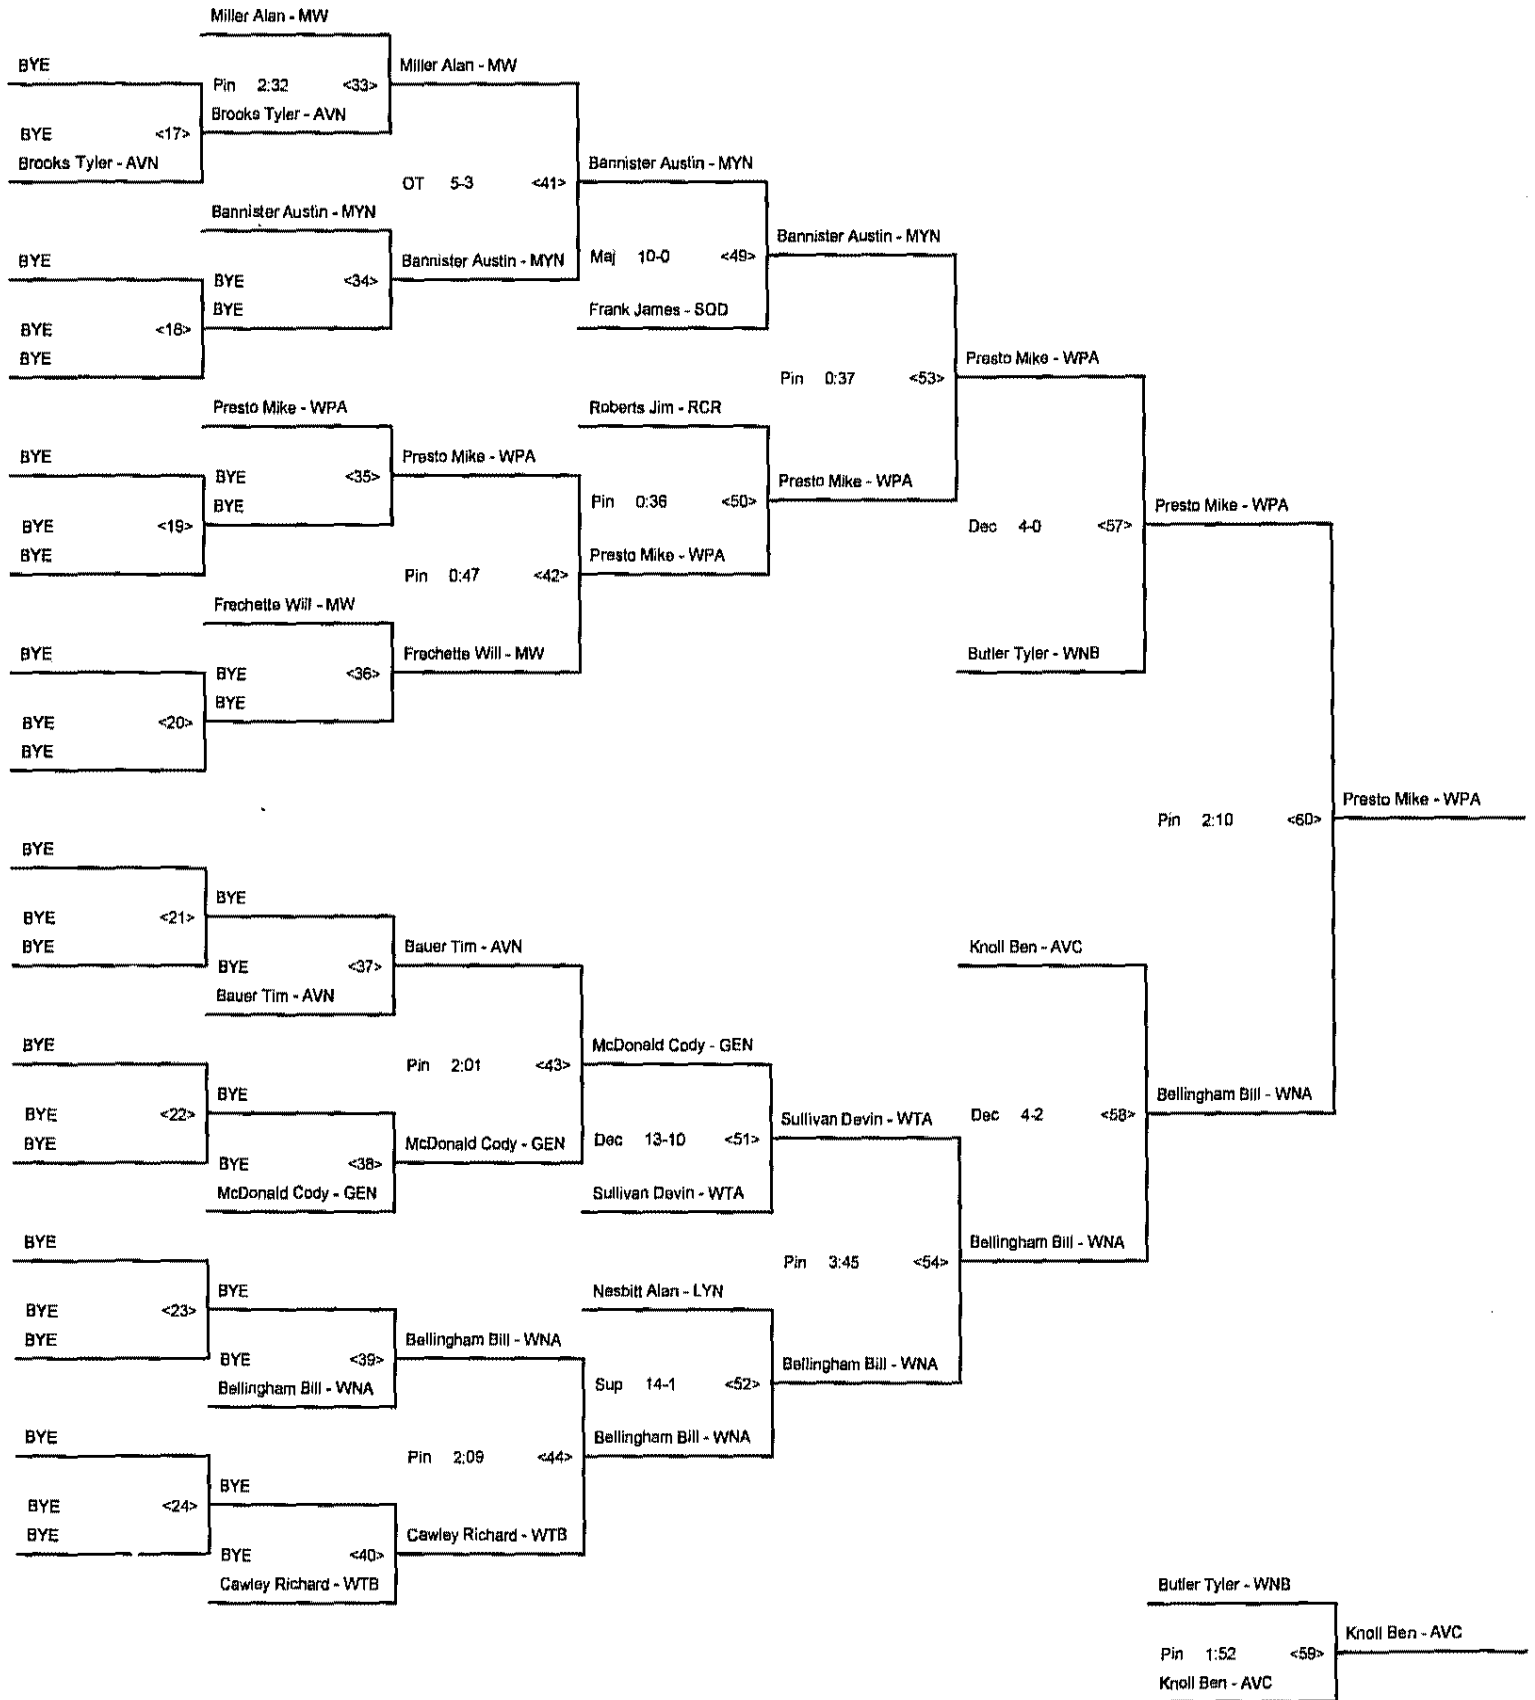 Miller Alan - MW
BYE
Miller Alan - MW
Pin 2:32 <33>
Brooks Tyler - AVN
BYE <17>
Brooks Tyler - AVN
Bannister Austin - MYN
OT 5-3 <41>
Bannister Austin - MYN
Bannister Austin - MYN
BYE
Bannister Austin - MYN
Maj 10-0 <49>
BYE <34>
BYE
Frank James - SOD
BYE <18>
BYE
Presto Mike - WPA
Pin 0:37 <53>
Presto Mike - WPA
Roberts Jim - RCR
BYE
Presto Mike - WPA
BYE <35>
Presto Mike - WPA
BYE
Pin 0:36 <50>
Presto Mike - WPA
BYE <19>
Dec 4-0 <57>
BYE
Presto Mike - WPA
Pin 0:47 <42>
Frechette Will - MW
BYE
Frechette Will - MW
Butler Tyler - WNB
BYE <36>
BYE
BYE <20>
BYE
Presto Mike - WPA
Pin 2:10 <60>
BYE
BYE
BYE <21>
BYE
Bauer Tim - AVN
Knoll Ben - AVC
BYE <37>
Bauer Tim - AVN
BYE
McDonald Cody - GEN
Pin 2:01 <43>
BYE
Bellingham Bill - WNA
BYE <22>
Dec 4-2 <58>
Sullivan Devin - WTA
BYE
McDonald Cody - GEN
Dec 13-10 <51>
BYE <38>
McDonald Cody - GEN
Sullivan Devin - WTA
BYE
Bellingham Bill - WNA
Pin 3:45 <54>
BYE
Nesbitt Alan - LYN
BYE <23>
BYE
Bellingham Bill - WNA
BYE <39>
Bellingham Bill - WNA
Bellingham Bill - WNA
Sup 14-1 <52>
BYE
Bellingham Bill - WNA
Pin 2:09 <44>
BYE
BYE <24>
BYE
Cawley Richard - WTB
BYE <40>
Cawley Richard - WTB
Butler Tyler - WNB
Knoll Ben - AVC
Pin 1:52 <59>
Knoll Ben - AVC